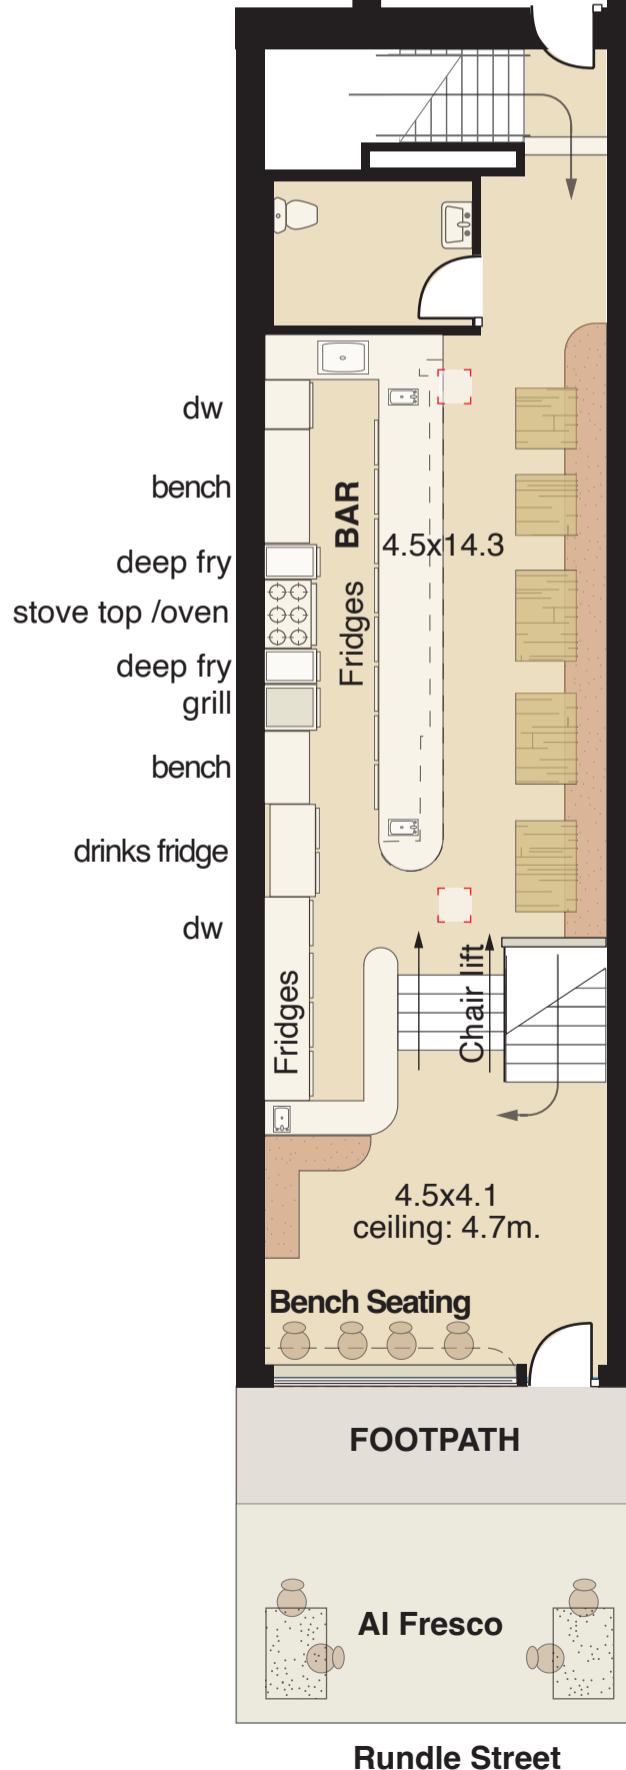 dw
bench
deep fry
stove top /oven
deep fry
grill
bench
drinks fridge
dw
BAR
Fridges
4.5x14.3
Fridges
Chair lift
4.5x4.1
ceiling: 4.7m.
Bench Seating
FOOTPATH
Al Fresco
Rundle Street